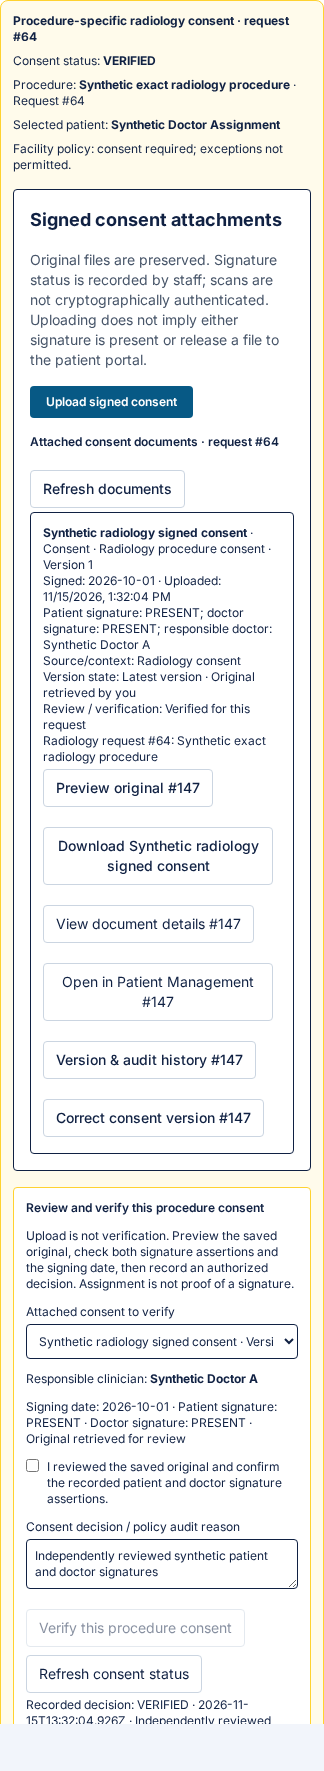 Procedure-specific radiology consent · request
#64
Consent status: VERIFIED
Procedure: Synthetic exact radiology procedure ·
Request #64
Selected patient: Synthetic Doctor Assignment
Facility policy: consent required; exceptions not
permitted.
Signed consent attachments
Original files are preserved. Signature
status is recorded by staff; scans are
not cryptographically authenticated.
Uploading does not imply either
signature is present or release a file to
the patient portal.
Upload signed consent
Attached consent documents · request #64
Refresh documents
Synthetic radiology signed consent ·
Consent · Radiology procedure consent ·
Version 1
Signed: 2026-10-01 · Uploaded:
11/15/2026, 1:32:04 PM
Patient signature: PRESENT; doctor
signature: PRESENT; responsible doctor:
Synthetic Doctor A
Source/context: Radiology consent
Version state: Latest version · Original
retrieved by you
Review / verification: Verified for this
request
Radiology request #64: Synthetic exact
radiology procedure
Preview original #147
Download Synthetic radiology
signed consent
View document details #147
Open in Patient Management
#147
Version & audit history #147
Correct consent version #147
Review and verify this procedure consent
Upload is not verification. Preview the saved
original, check both signature assertions and
the signing date, then record an authorized
decision. Assignment is not proof of a signature.
Attached consent to verify
Synthetic radiology signed consent · Versi
Responsible clinician: Synthetic Doctor A
Signing date: 2026-10-01 · Patient signature:
PRESENT · Doctor signature: PRESENT ·
Original retrieved for review
I reviewed the saved original and confirm
the recorded patient and doctor signature
assertions.
Consent decision / policy audit reason
Independently reviewed synthetic patient
and doctor signatures
Verify this procedure consent
Refresh consent status
Recorded decision: VERIFIED · 2026-11-
15T13:32:04.926Z · Independently reviewed